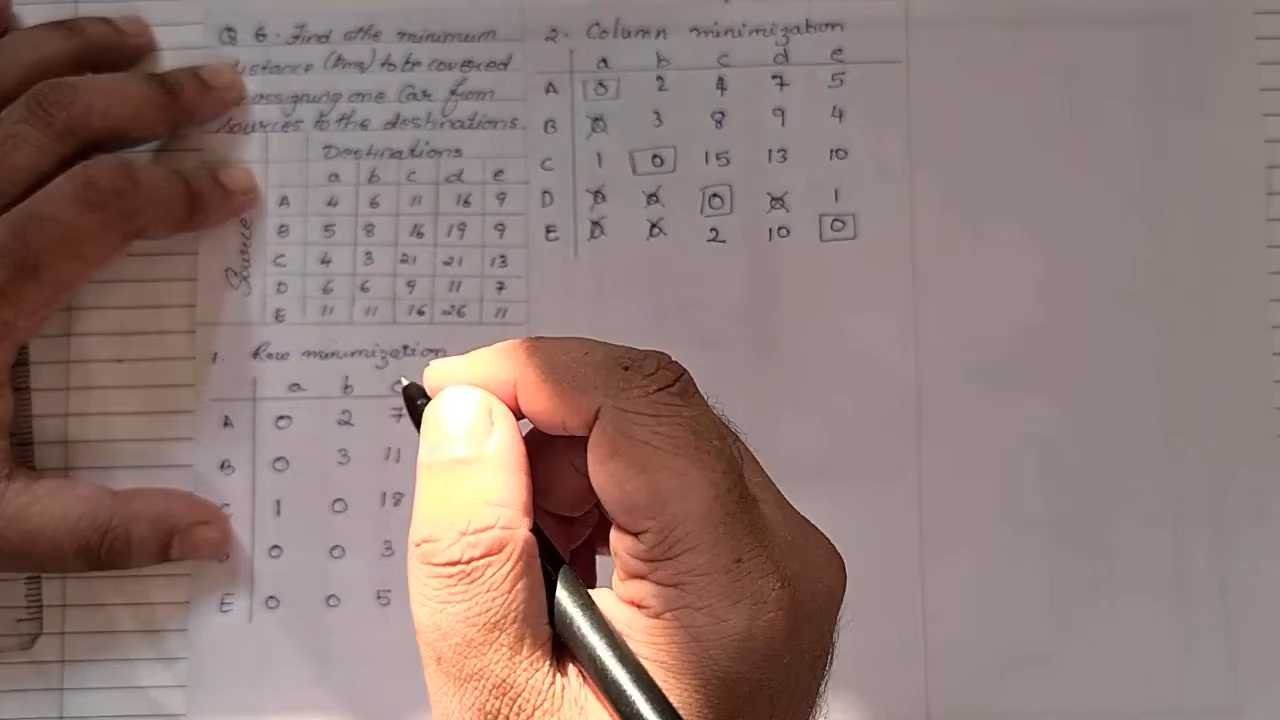 Q 6. Find the minimum
distance (kms) to be covered
assigning one Car from
sources to the destinations.
Destinations
a b c d e
Source
A 4 6 11 16 9
B 5 8 16 19 9
C 4 3 21 21 13
D 6 6 9 11 7
E 11 11 16 26 11
1. Row minimization
a b c
A 0 2 7
B 0 3 11
C 1 0 18
0 0 3
E 0 0 5
2. Column minimization
a b c d e
A 0 2 4 7 5
B 0 3 8 9 4
C 1 0 15 13 10
D 0 0 0 0 1
E 0 0 2 10 0